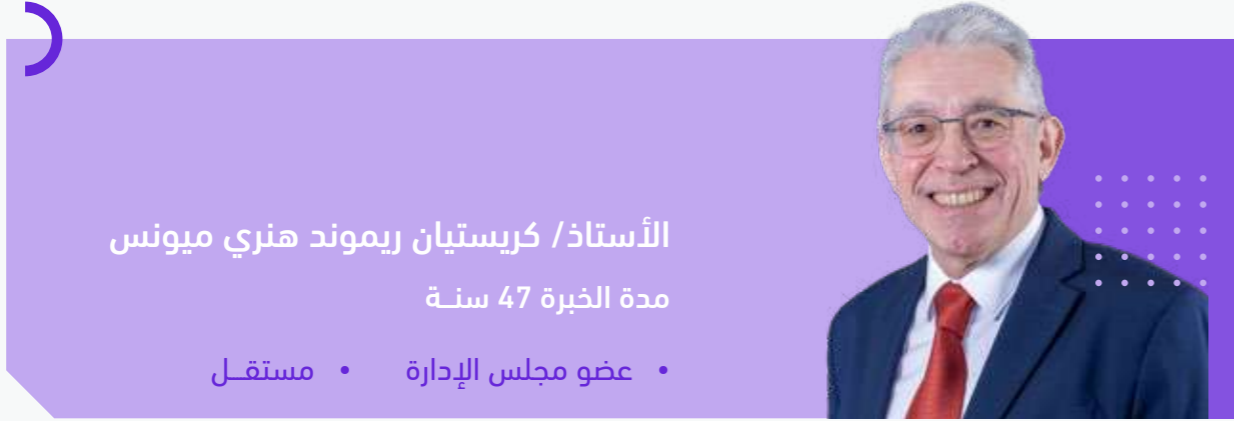 الأستاذ/ كريستيان ريموند هنري ميونس
مدة الخبرة 47 سنــة
• عضو مجلس الإدارة • مستقــل